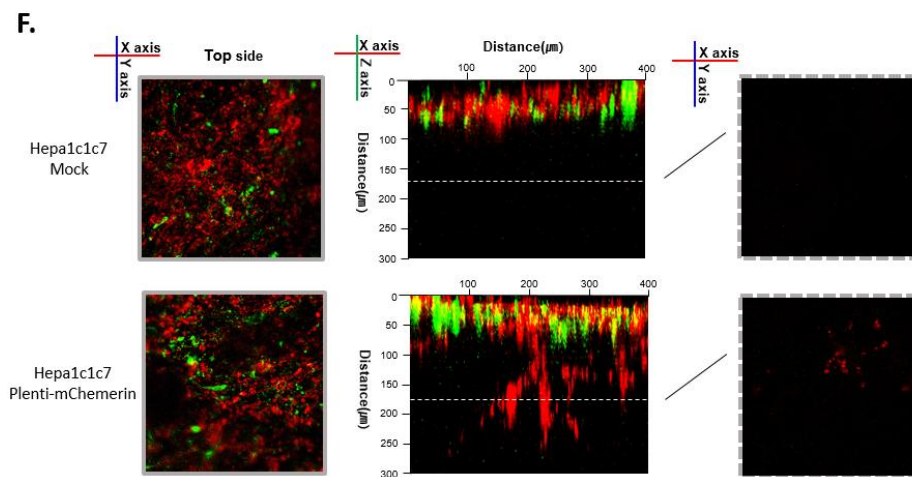 F.
X axis
Y axis
Top side
X axis
Z axis
Distance(㎛)
X axis
Y axis
100 200 300 400
Hepa1c1c7
Mock
Distance(㎛)
0
50
100
150
200
250
300
100 200 300 400
Hepa1c1c7
Plenti-mChemerin
Distance(㎛)
0
50
100
150
200
250
300